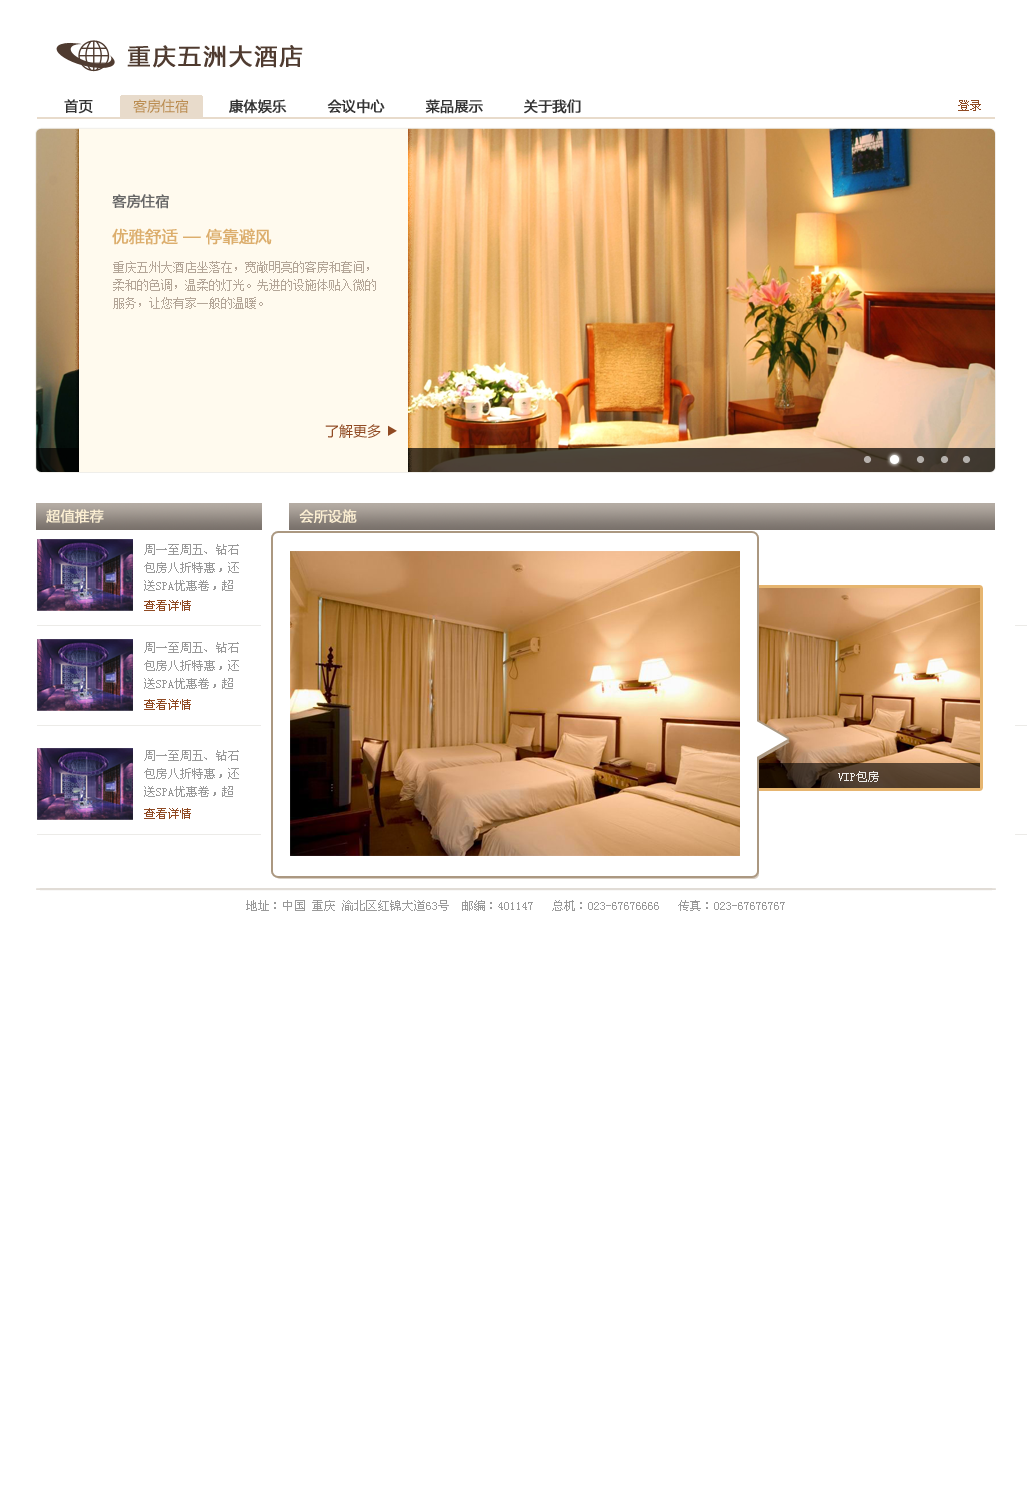 重庆五洲大酒店
首页 客房住宿 康体娱乐 会议中心 菜品展示 关于我们 登录
客房住宿
优雅舒适 — 停靠避风
重庆五州大酒店坐落在，宽敞明亮的客房和套间，
柔和的色调，温柔的灯光。先进的设施体贴入微的
服务，让您有家一般的温暖。
了解更多
超值推荐
周一至周五、钻石
包房八折特惠，还
送SPA优惠卷，超
查看详情
周一至周五、钻石
包房八折特惠，还
送SPA优惠卷，超
查看详情
周一至周五、钻石
包房八折特惠，还
送SPA优惠卷，超
查看详情
会所设施
VIP包房
地址：中国 重庆 渝北区红锦大道63号 邮编：401147 总机：023-67676666 传真：023-67676767